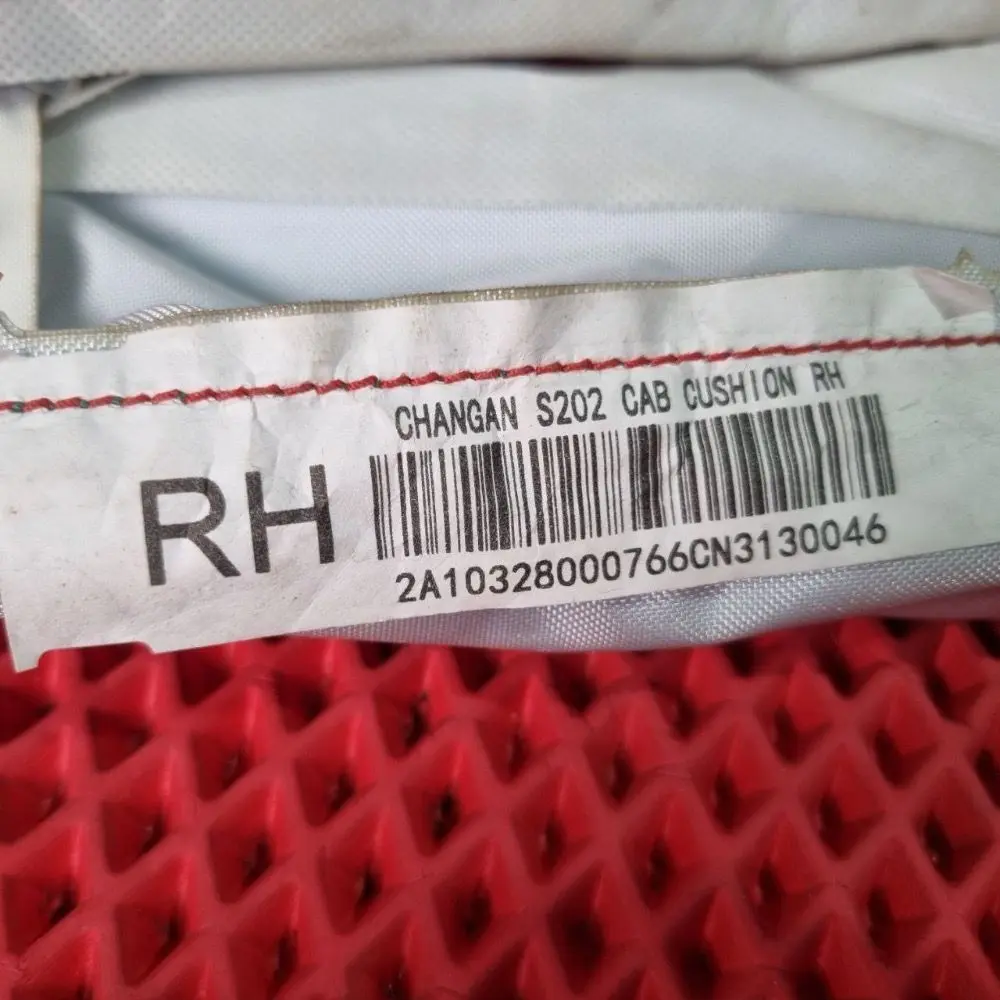 CHANGAN S202 CAB CUSHION RH
RH
2A10328000766CN3130046